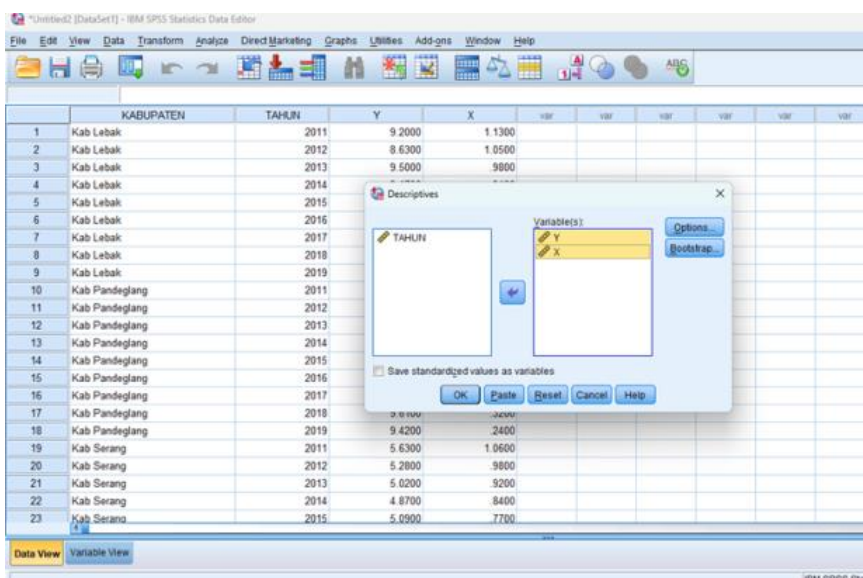 *Untitled2 [DataSet1] - IBM SPSS Statistics Data Editor
File Edit View Data Transform Analyze Direct Marketing Graphs Utilities Add-ons Window Help
KABUPATEN TAHUN Y X var var var var var
1 Kab Lebak 2011 9.2000 1.1300
2 Kab Lebak 2012 8.6300 1.0500
3 Kab Lebak 2013 9.5000 .9800
4 Kab Lebak 2014
5 Kab Lebak 2015
6 Kab Lebak 2016
7 Kab Lebak 2017
8 Kab Lebak 2018
9 Kab Lebak 2019
10 Kab Pandeglang 2011
11 Kab Pandeglang 2012
12 Kab Pandeglang 2013
13 Kab Pandeglang 2014
14 Kab Pandeglang 2015
15 Kab Pandeglang 2016
16 Kab Pandeglang 2017
17 Kab Pandeglang 2018 9.6100 .3200
18 Kab Pandeglang 2019 9.4200 .2400
19 Kab Serang 2011 5.6300 1.0600
20 Kab Serang 2012 5.2800 .9800
21 Kab Serang 2013 5.0200 .9200
22 Kab Serang 2014 4.8700 .8400
23 Kab Serang 2015 5.0900 .7700
Descriptives
Variable(s):
TAHUN
Y
X
Options...
Bootstrap...
Save standardized values as variables
OK Paste Reset Cancel Help
Data View Variable View